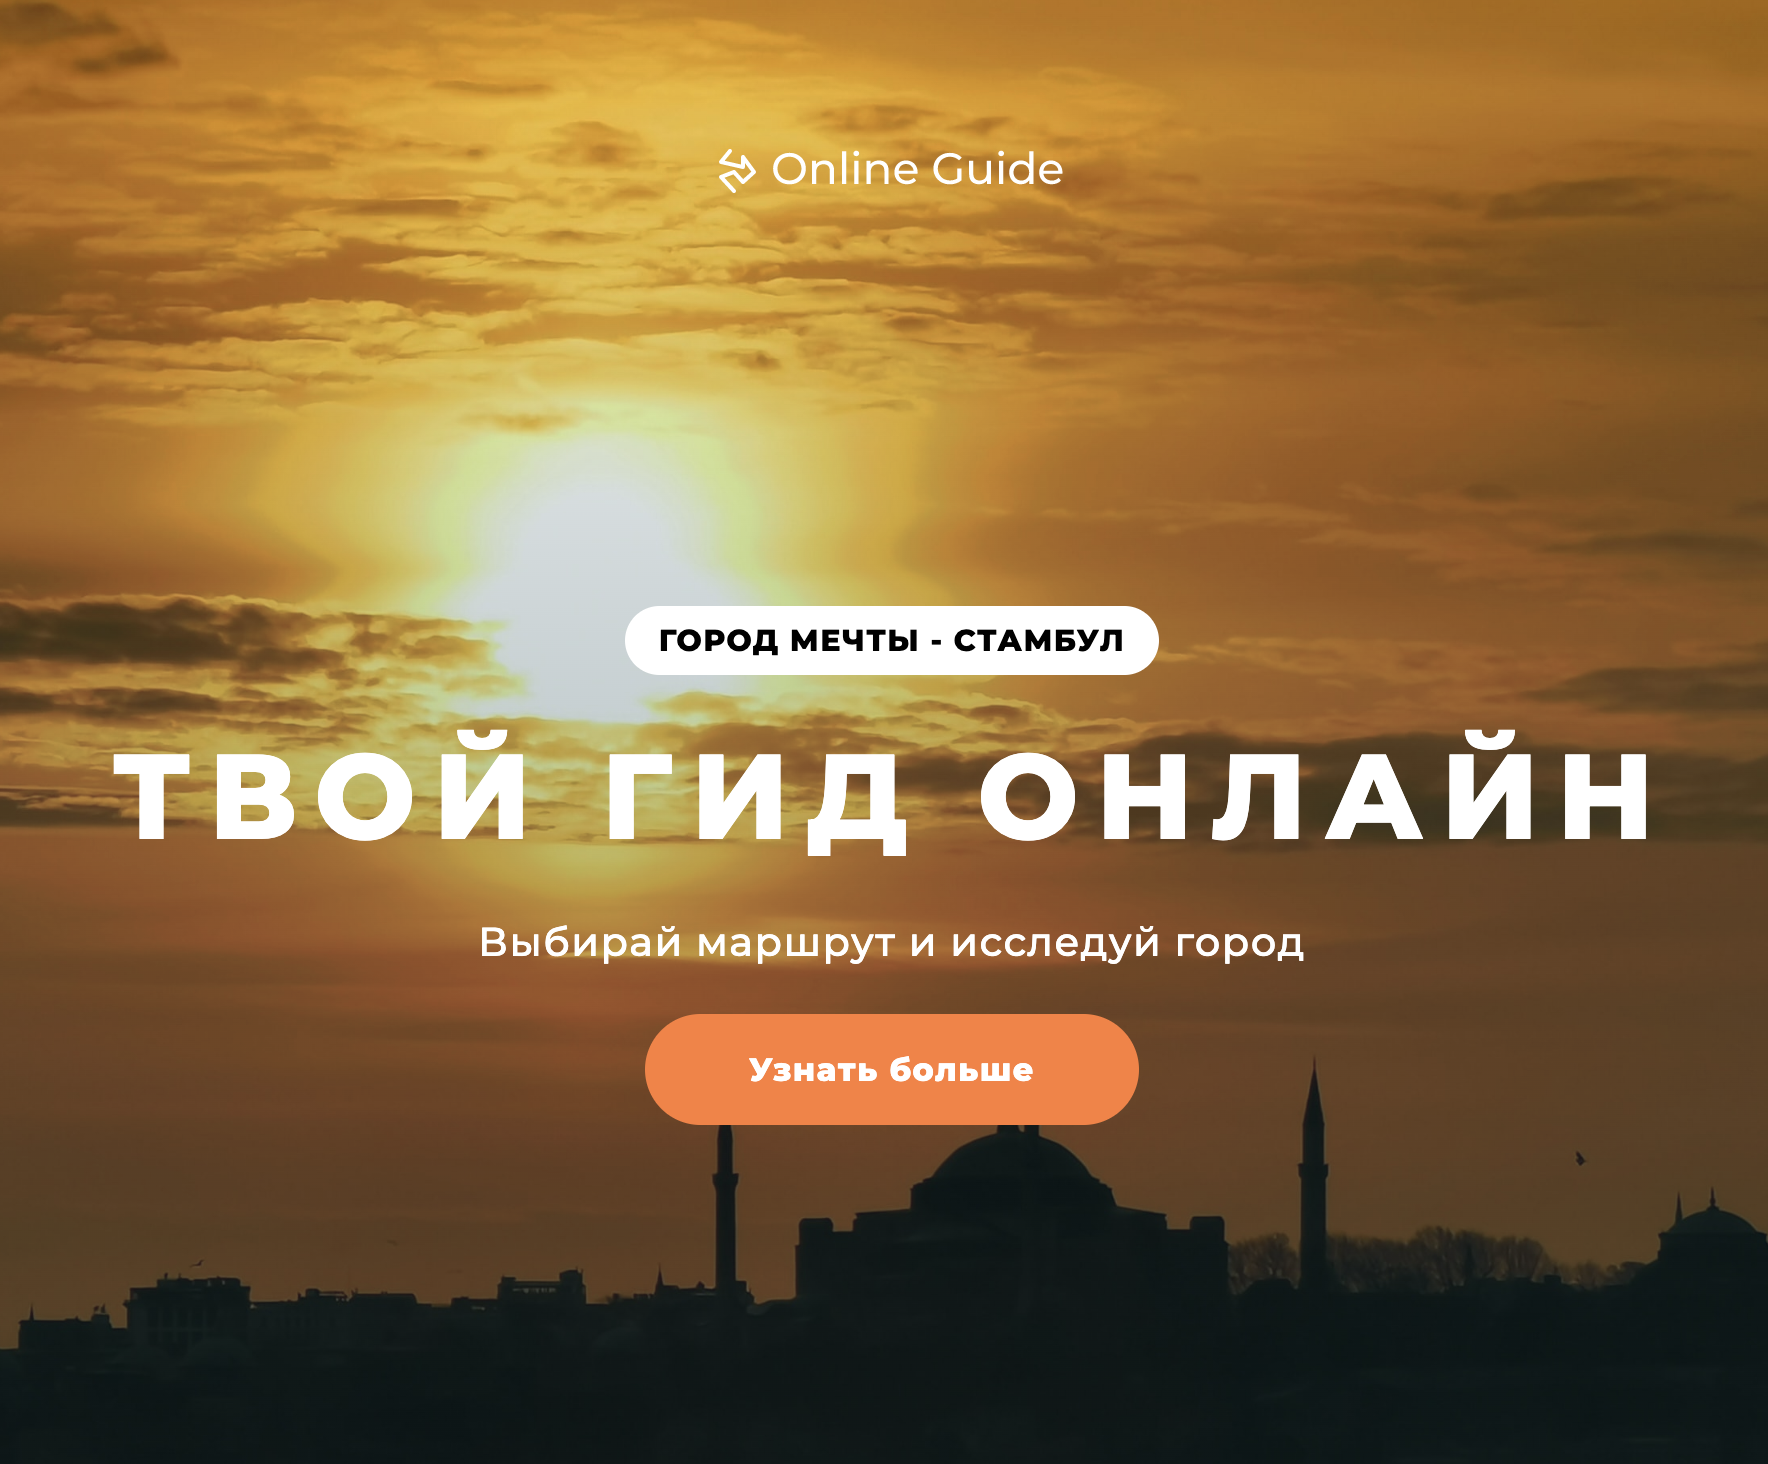 Online Guide
ГОРОД МЕЧТЫ - СТАМБУЛ
ТВОЙ ГИД ОНЛАЙН
Выбирай маршрут и исследуй город
Узнать больше